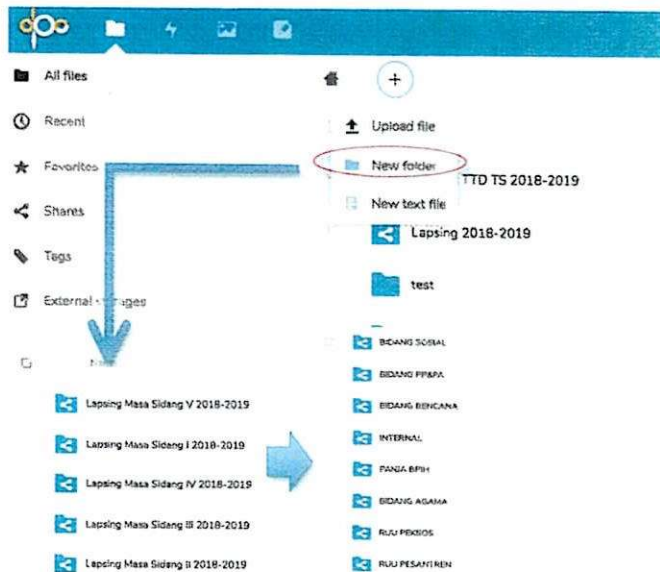 All files
Recent
Favorites
Shares
Tags
External
Upload file
New folder
New text file
TTD TS 2018-2019
Lapsing 2018-2019
test
Lapsing Masa Sidang V 2018-2019
Lapsing Masa Sidang I 2018-2019
Lapsing Masa Sidang IV 2018-2019
Lapsing Masa Sidang III 2018-2019
Lapsing Masa Sidang II 2018-2019
BIDANG SOSIAL
BIDANG PP&PA
BIDANG BENCANA
INTERNAL
PANJA BPIH
BIDANG AGAMA
RUU PEKSOS
RUU PESANTREN